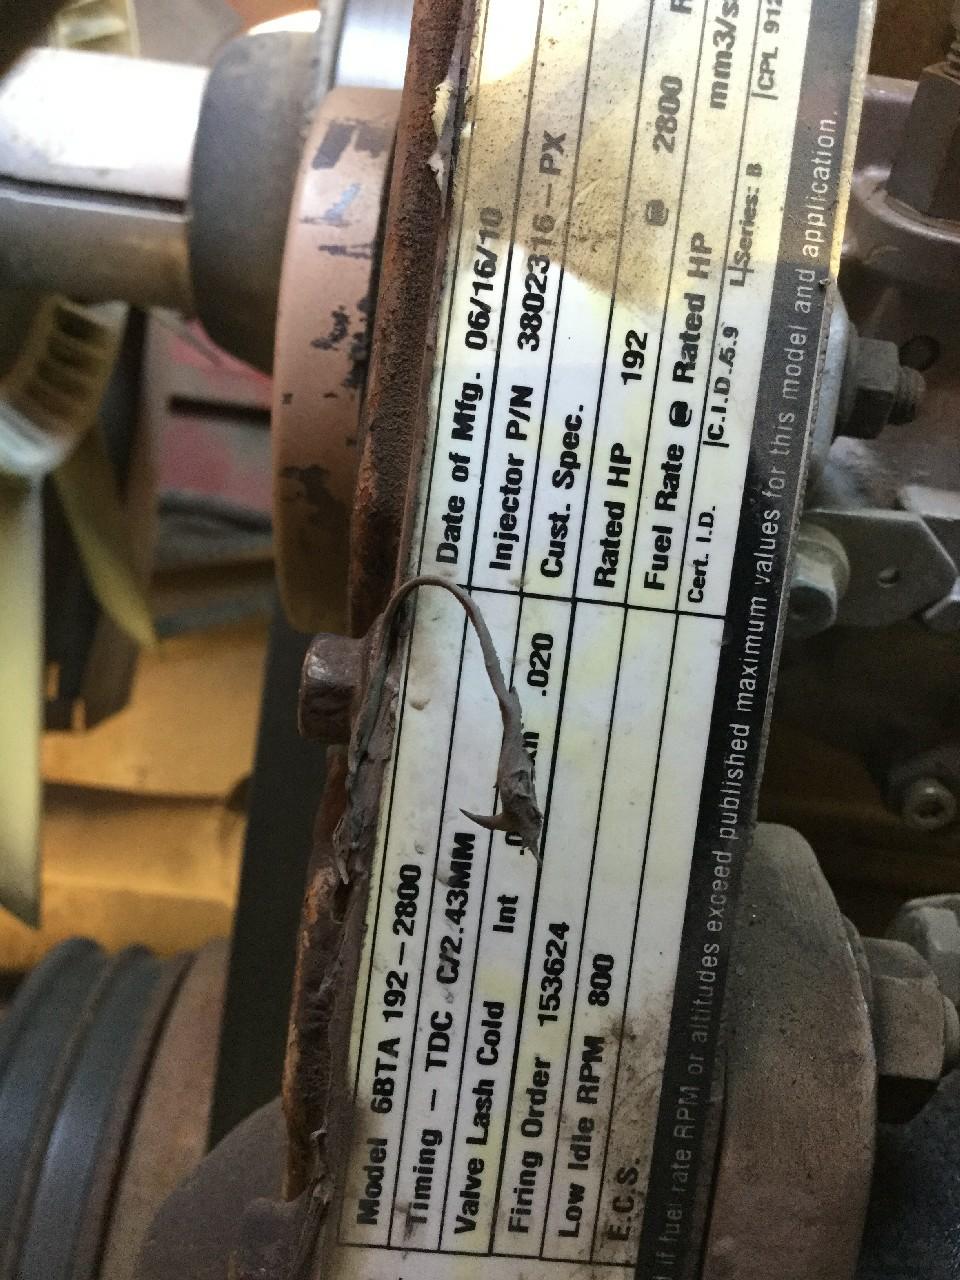 Model 6BTA 192-2800
Timing - TDC C/2.43MM
Valve Lash Cold Int .020
Firing Order 153624
Low Idle RPM 800
E.C.S.
Date of Mfg. 06/16/10
Injector P/N 3802316-PX
Cust. Spec.
Rated HP 192 @ 2800
Fuel Rate @ Rated HP mm3/s
Cert. I.D. C.I.D./5.9 L Series: B CPL 912
if fuel rate RPM or altitudes exceed published maximum values for this model and application.